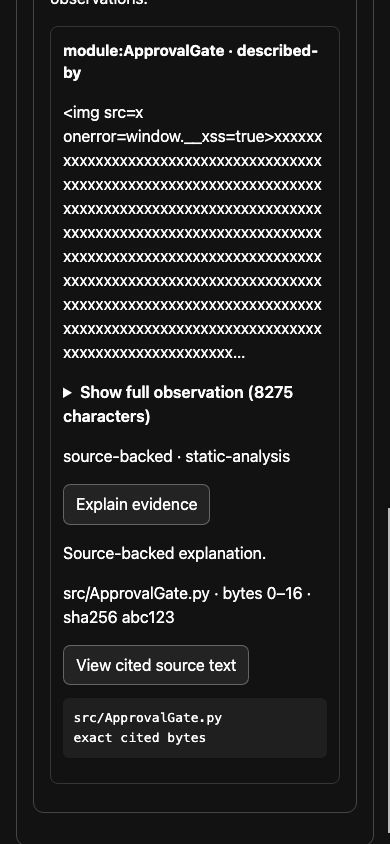 observations.
module:ApprovalGate · described-
by
<img src=x
onerror=window.__xss=true>xxxxxx
xxxxxxxxxxxxxxxxxxxxxxxxxxxxxxxx
xxxxxxxxxxxxxxxxxxxxxxxxxxxxxxxx
xxxxxxxxxxxxxxxxxxxxxxxxxxxxxxxx
xxxxxxxxxxxxxxxxxxxxxxxxxxxxxxxx
xxxxxxxxxxxxxxxxxxxxxxxxxxxxxxxx
xxxxxxxxxxxxxxxxxxxxxxxxxxxxxxxx
xxxxxxxxxxxxxxxxxxxxxxxxxxxxxxxx
xxxxxxxxxxxxxxxxxxxxxxxxxxxxxxxx
xxxxxxxxxxxxxxxxxxxxx...
▶ Show full observation (8275
characters)
source-backed · static-analysis
Explain evidence
Source-backed explanation.
src/ApprovalGate.py · bytes 0–16 ·
sha256 abc123
View cited source text
src/ApprovalGate.py
exact cited bytes